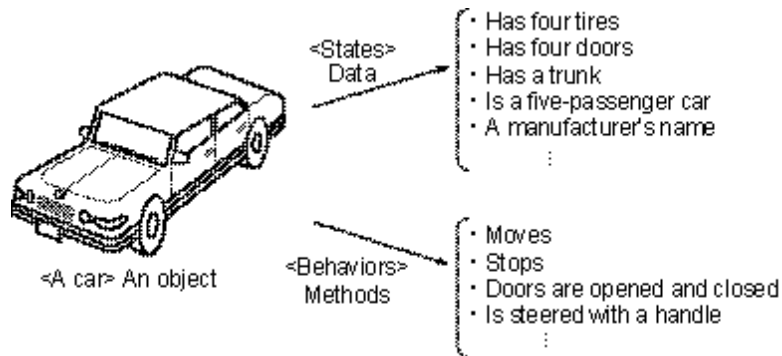 <States>
Data
· Has four tires
· Has four doors
· Has a trunk
· Is a five-passenger car
· A manufacturer's name
⋮
<A car> An object
<Behaviors>
Methods
· Moves
· Stops
· Doors are opened and closed
· Is steered with a handle
⋮